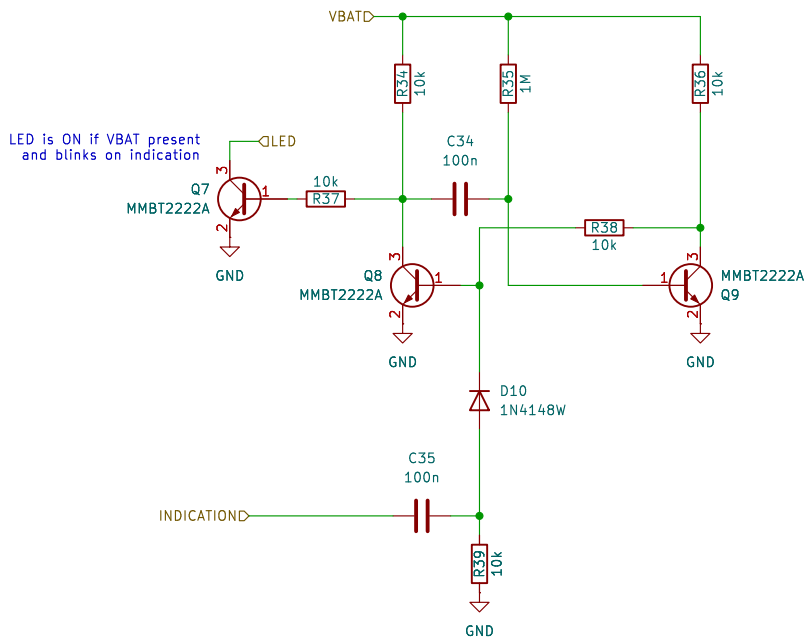 VBAT
R34
10k
R35
1M
R36
10k
LED is ON if VBAT present
and blinks on indication
LED
C34
100n
3
Q7
MMBT2222A
1
2
GND
10k
R37
R38
10k
3
Q8
MMBT2222A
1
2
GND
3
1
MMBT2222A
Q9
2
GND
D10
1N4148W
C35
100n
INDICATION
R39
10k
GND